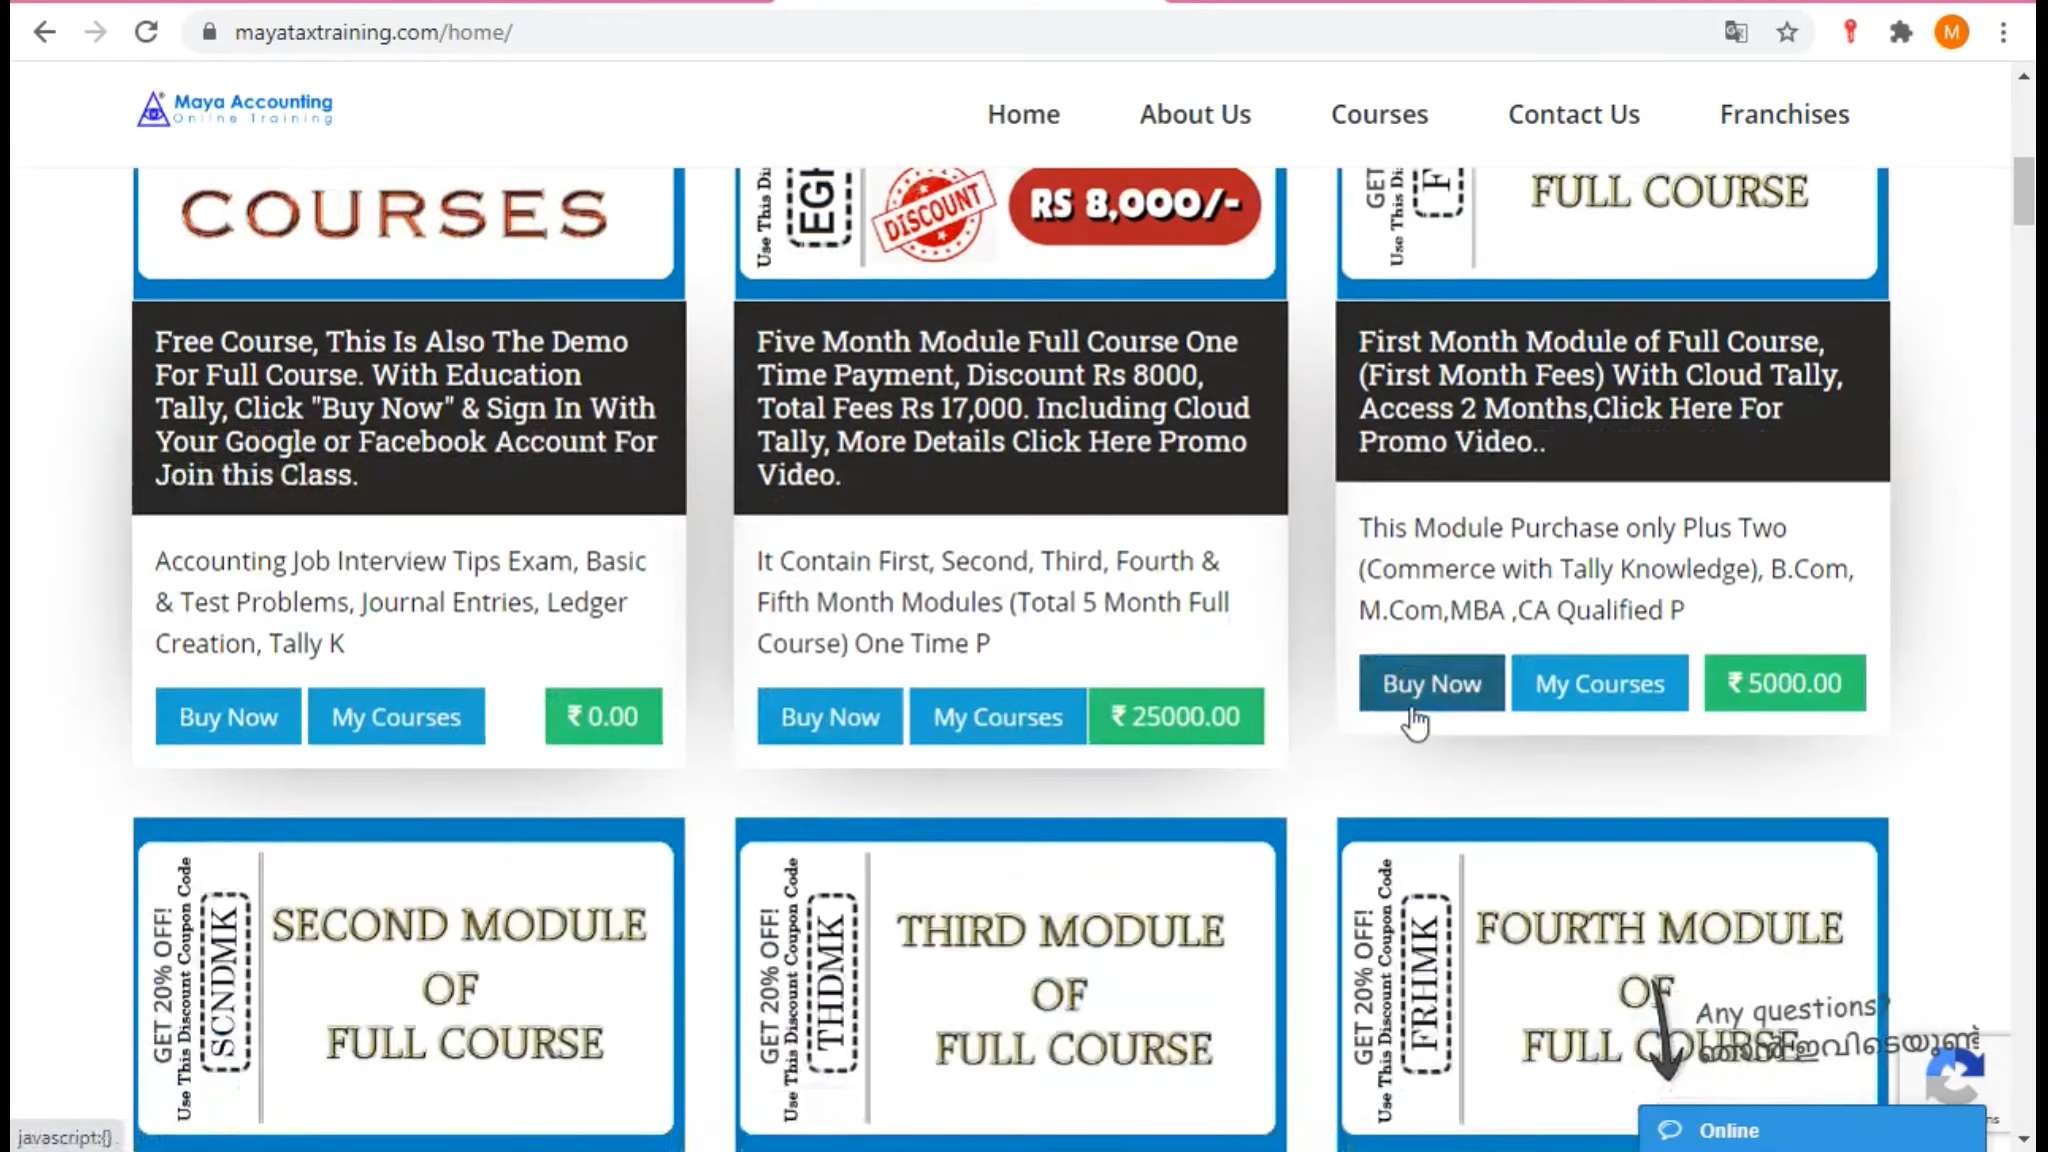 mayataxtraining.com/home/
M
Maya Accounting
Online Training
Home
About Us
Courses
Contact Us
Franchises
COURSES
Use This Di
EGH
DISCOUNT
RS 8,000/-
GET
Use This Dis
F
FULL COURSE
Free Course, This Is Also The Demo
For Full Course. With Education
Tally, Click "Buy Now" & Sign In With
Your Google or Facebook Account For
Join this Class.
Accounting Job Interview Tips Exam, Basic
& Test Problems, Journal Entries, Ledger
Creation, Tally K
Buy Now
My Courses
₹ 0.00
Five Month Module Full Course One
Time Payment, Discount Rs 8000,
Total Fees Rs 17,000. Including Cloud
Tally, More Details Click Here Promo
Video.
It Contain First, Second, Third, Fourth &
Fifth Month Modules (Total 5 Month Full
Course) One Time P
Buy Now
My Courses
₹ 25000.00
First Month Module of Full Course,
(First Month Fees) With Cloud Tally,
Access 2 Months,Click Here For
Promo Video..
This Module Purchase only Plus Two
(Commerce with Tally Knowledge), B.Com,
M.Com,MBA ,CA Qualified P
Buy Now
My Courses
₹ 5000.00
GET 20% OFF!
Use This Discount Coupon Code
SCNDMK
SECOND MODULE
OF
FULL COURSE
GET 20% OFF!
Use This Discount Coupon Code
THDMK
THIRD MODULE
OF
FULL COURSE
GET 20% OFF!
Use This Discount Coupon Code
FRHMK
FOURTH MODULE
OF
FULL COURSE
Any questions?
ഞാൻ ഇവിടെയുണ്ട്
Online
javascript:{}